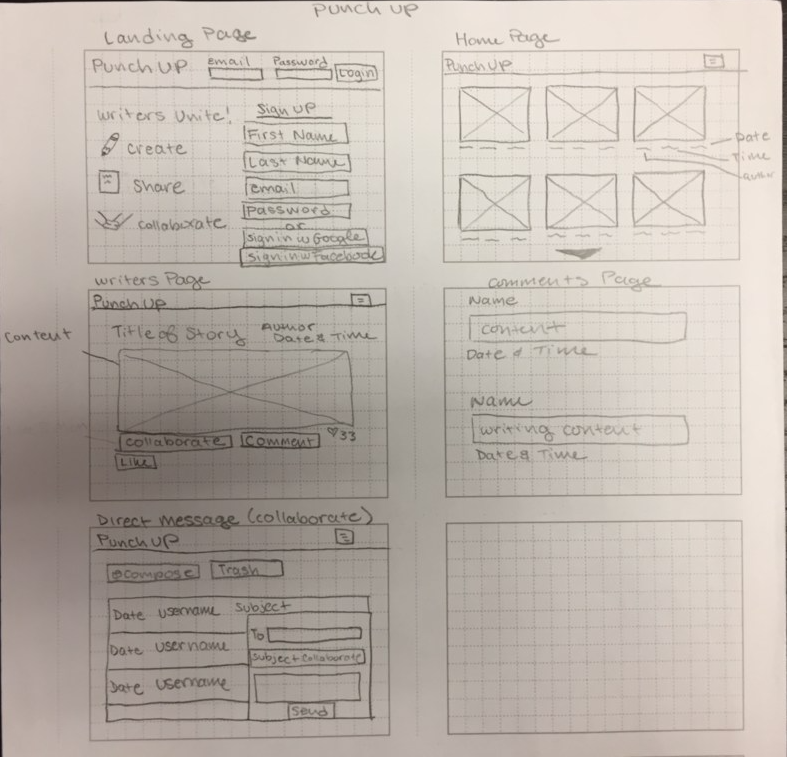 Punch up
Landing Page
Punch UP Email Password Login
Writers Unite!
create
Share
collaborate
Sign UP
First Name
Last Name
email
password
or
sign in w Google
sign in w Facebook
Home Page
Punch UP
Date
Time
writers Page
Punch UP
content
Title of Story
Author
Date & Time
collaborate
Comment
33
Like
comments Page
Name
content
Date & Time
Name
writing content
Date & Time
Direct message (collaborate)
Punch UP
compose
Trash
Date username Subject
Date username
Date username
To
Subject: Collaborate
Send